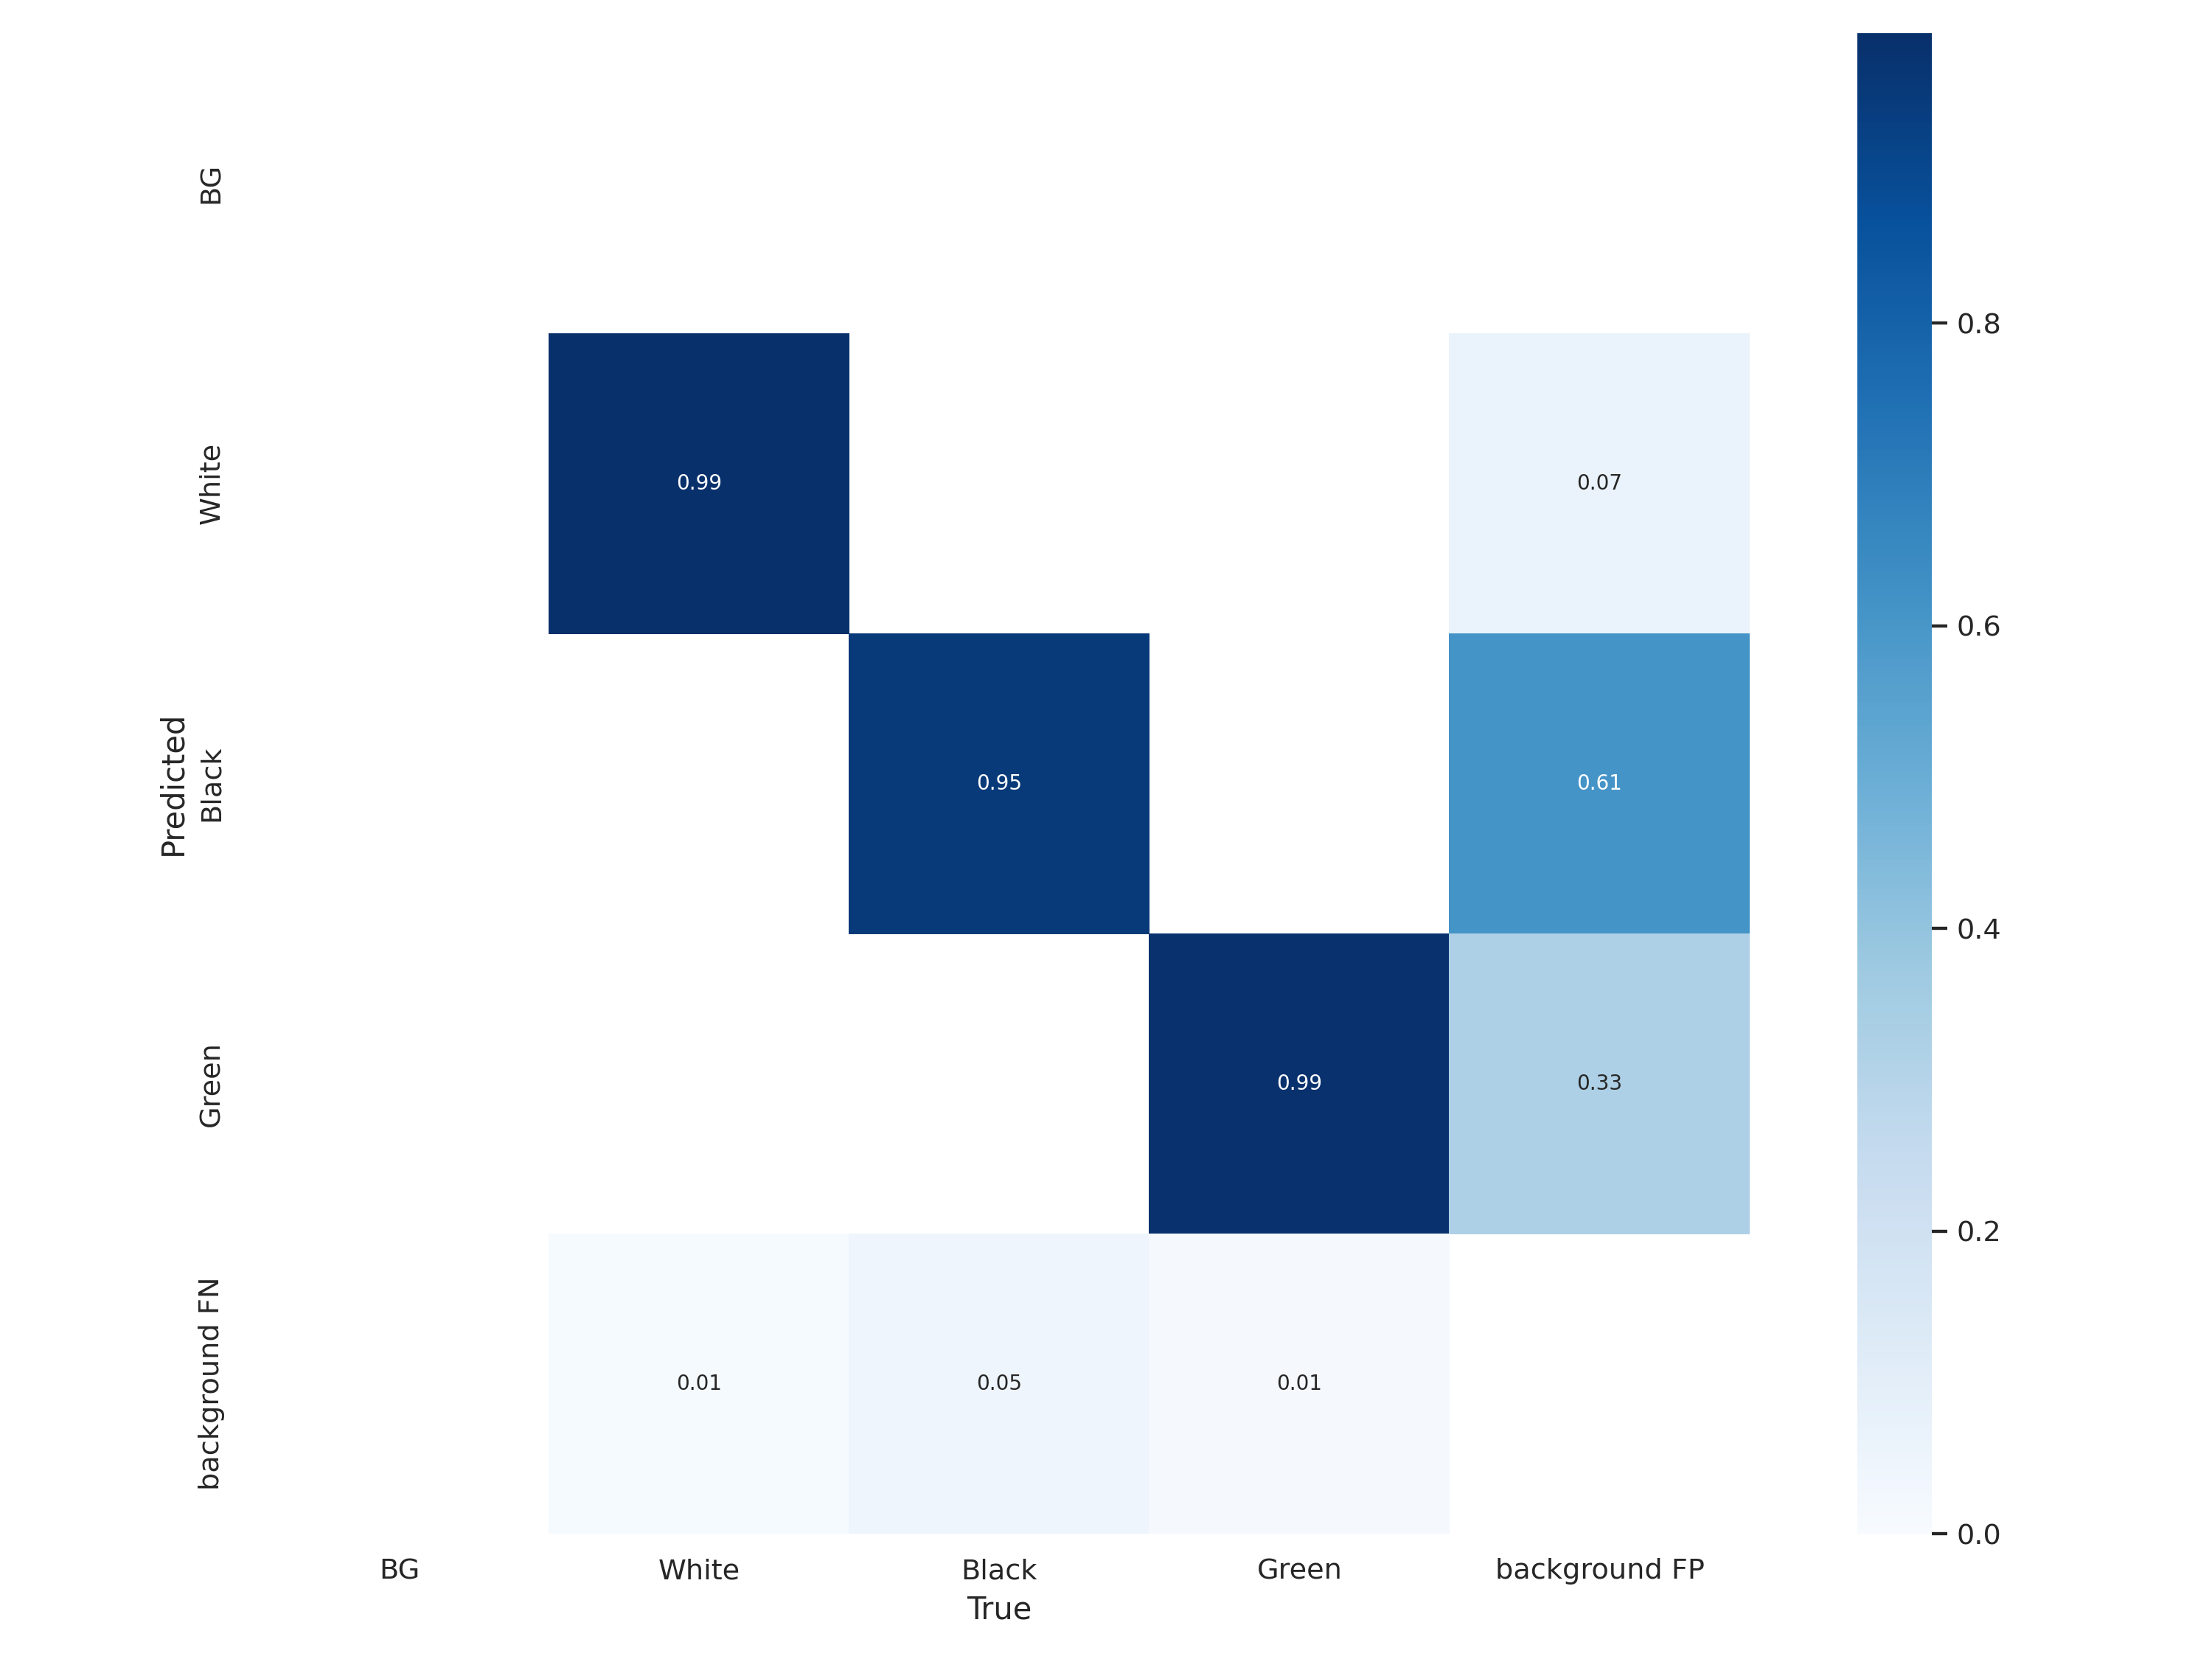 BG
White
Black
Green
background FN
Predicted
0.99
0.07
0.95
0.61
0.99
0.33
0.01
0.05
0.01
BG
White
Black
Green
background FP
True
0.8
0.6
0.4
0.2
0.0